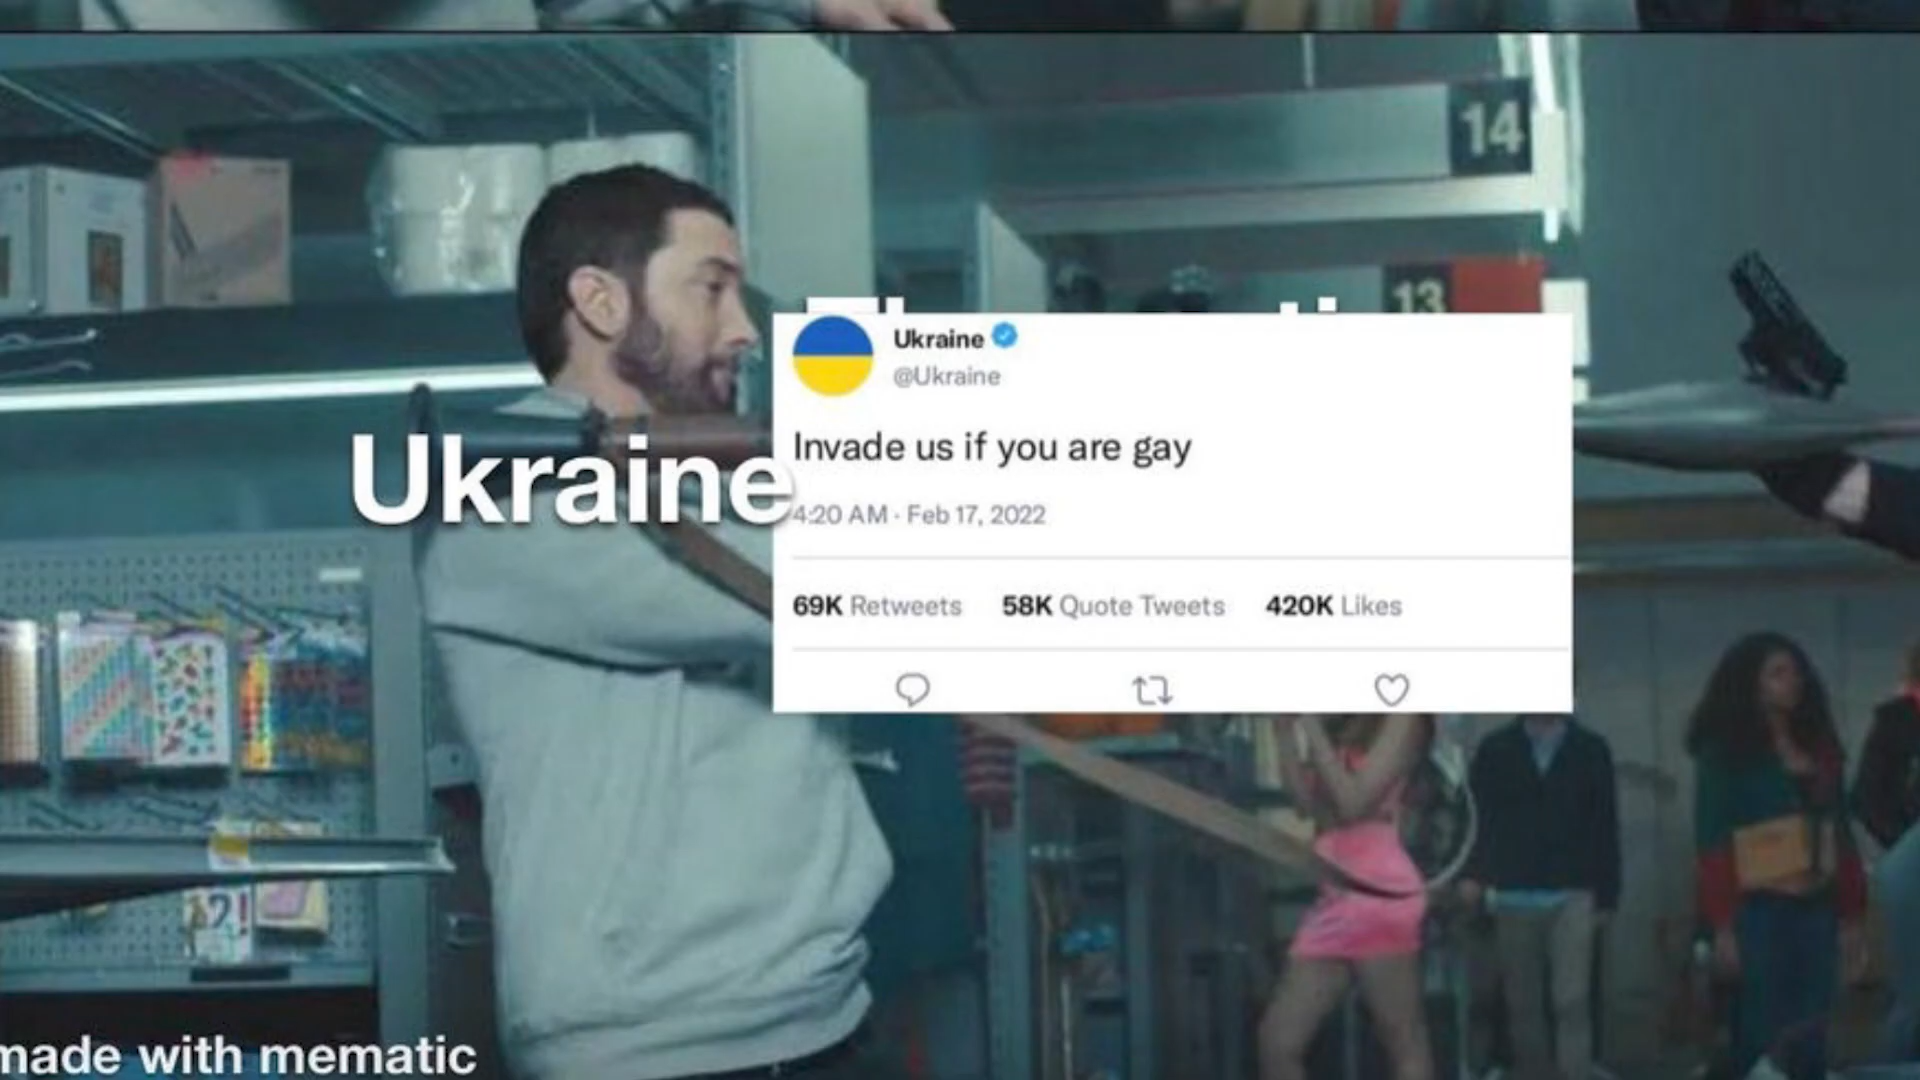 14
13
Ukraine
@Ukraine
Ukraine
Invade us if you are gay
4:20 AM · Feb 17, 2022
69K Retweets 58K Quote Tweets 420K Likes
made with mematic